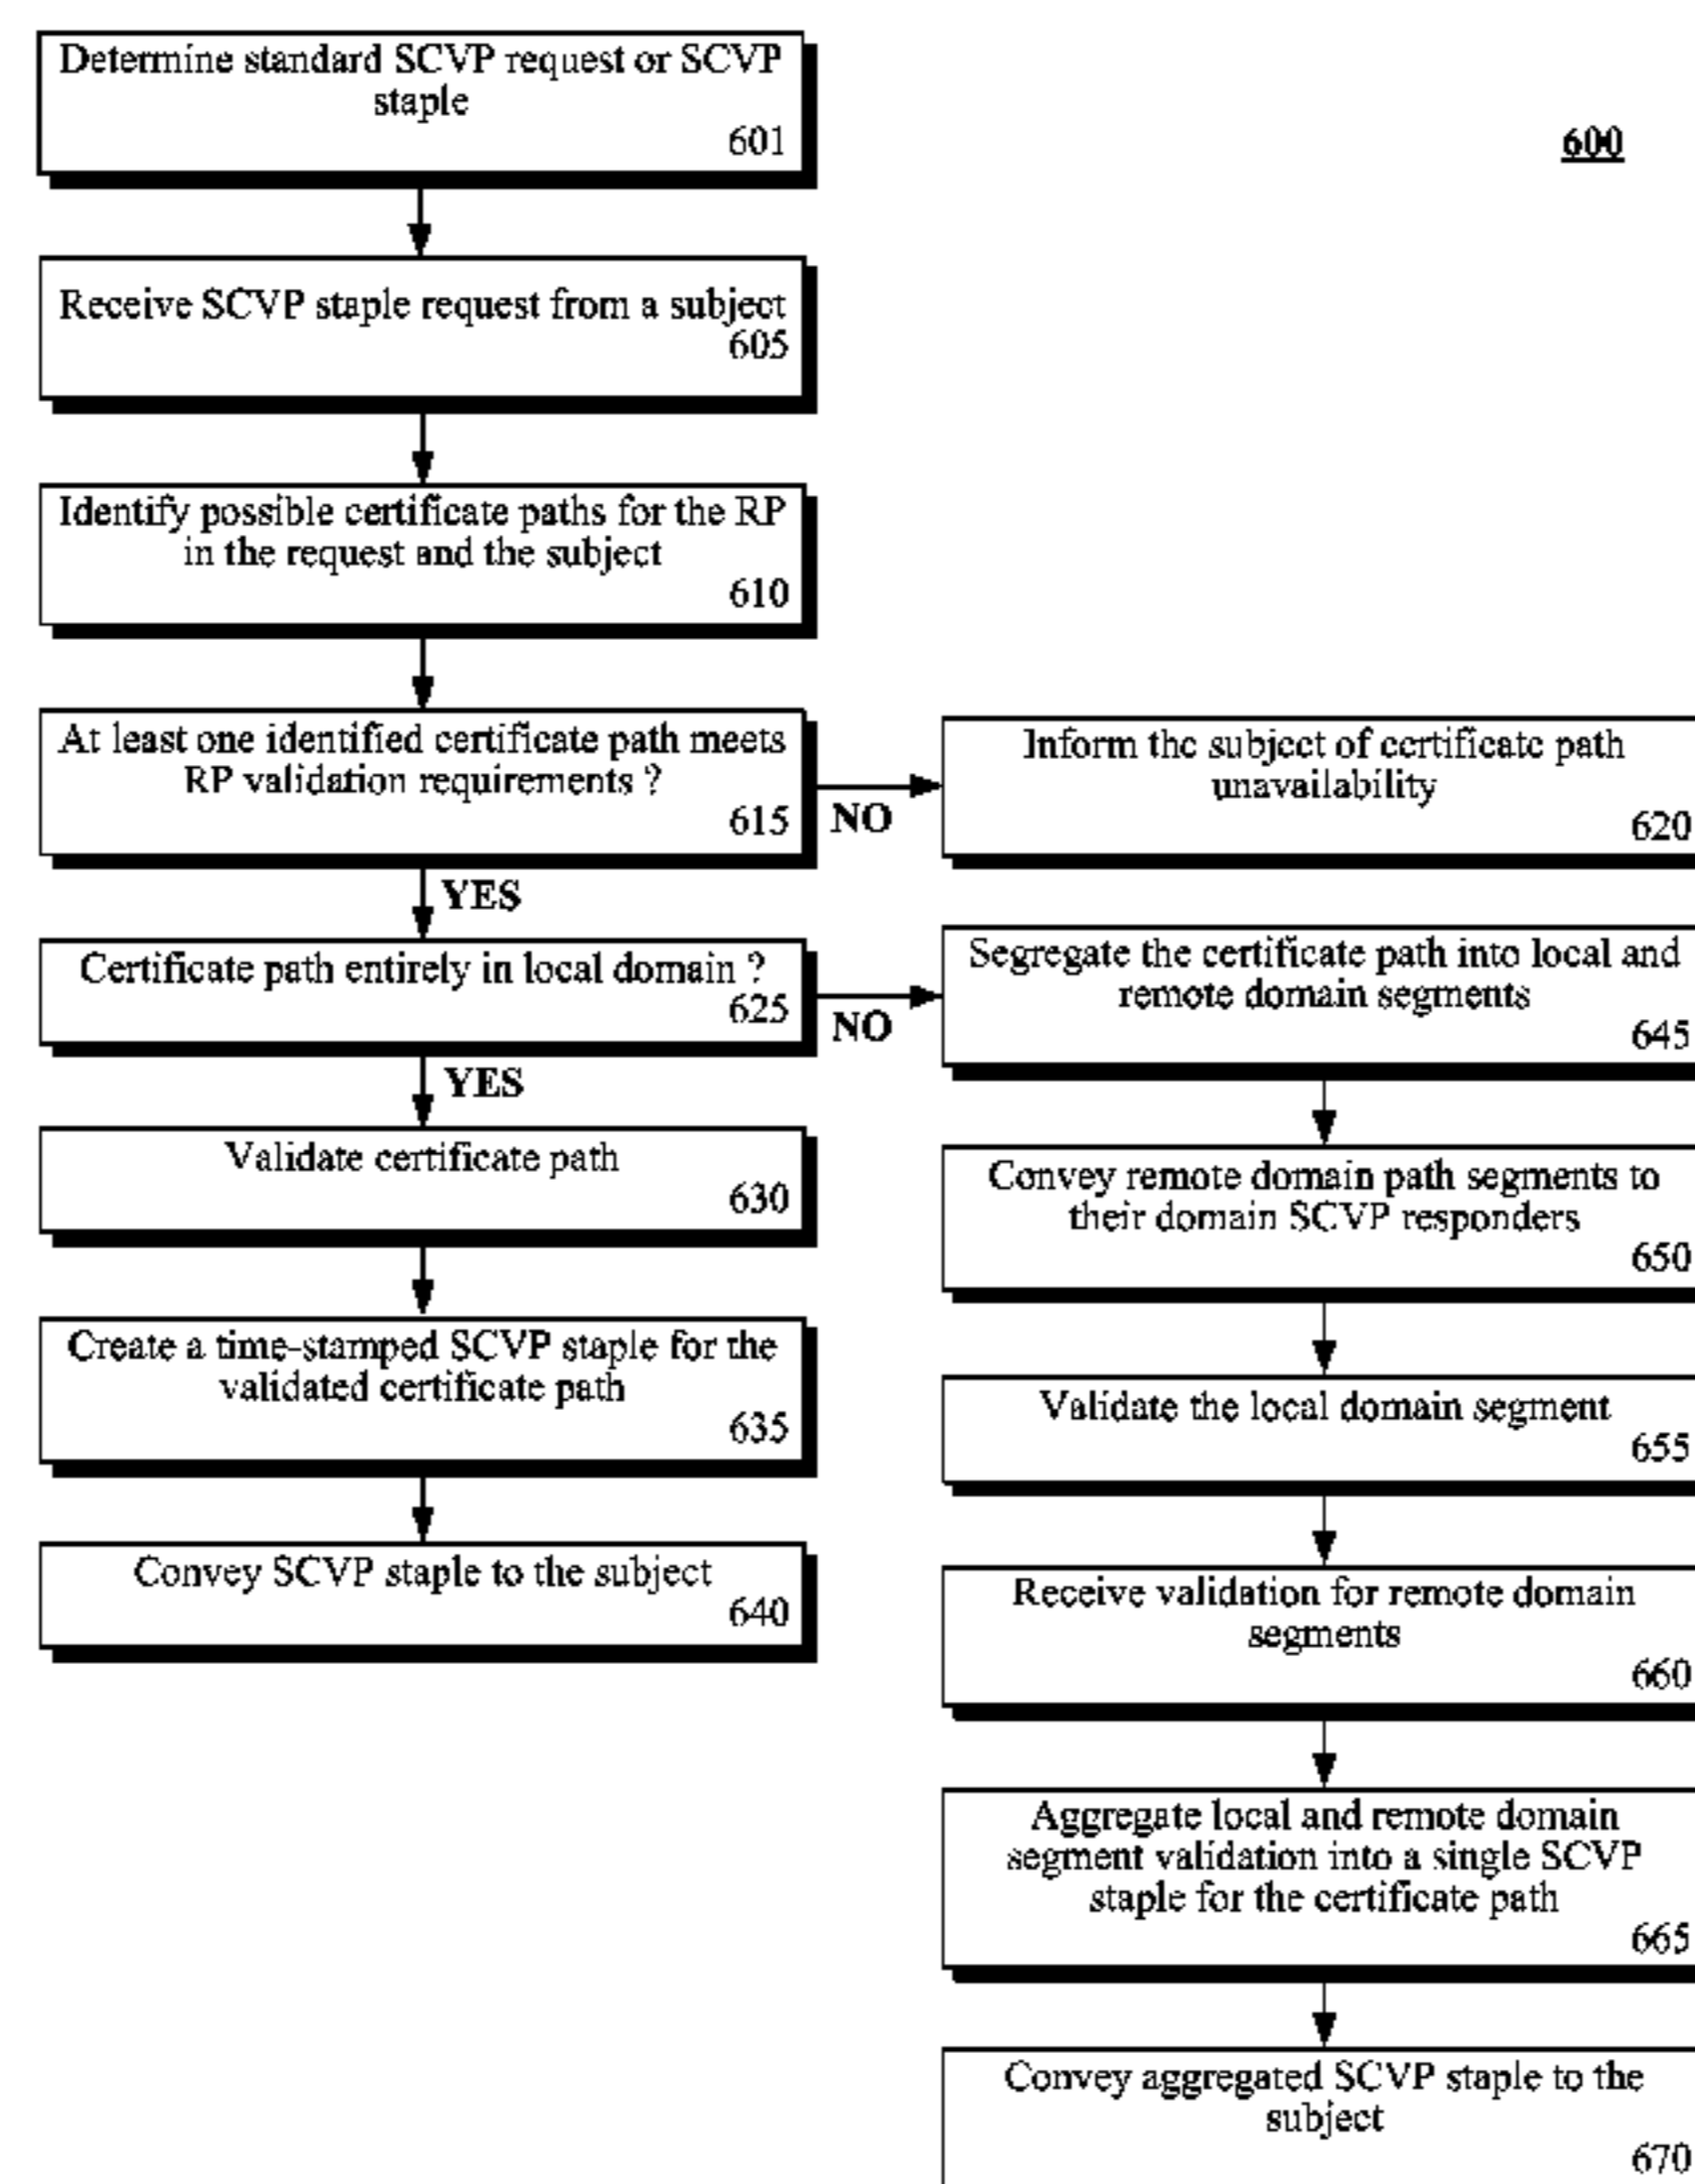 Determine standard SCVP request or SCVP
staple
601
600
Receive SCVP staple request from a subject
605
Identify possible certificate paths for the RP
in the request and the subject
610
At least one identified certificate path meets
RP validation requirements ?
615
NO
Inform the subject of certificate path
unavailability
620
YES
Certificate path entirely in local domain ?
625
NO
Segregate the certificate path into local and
remote domain segments
645
YES
Validate certificate path
630
Convey remote domain path segments to
their domain SCVP responders
650
Create a time-stamped SCVP staple for the
validated certificate path
635
Validate the local domain segment
655
Convey SCVP staple to the subject
640
Receive validation for remote domain
segments
660
Aggregate local and remote domain
segment validation into a single SCVP
staple for the certificate path
665
Convey aggregated SCVP staple to the
subject
670